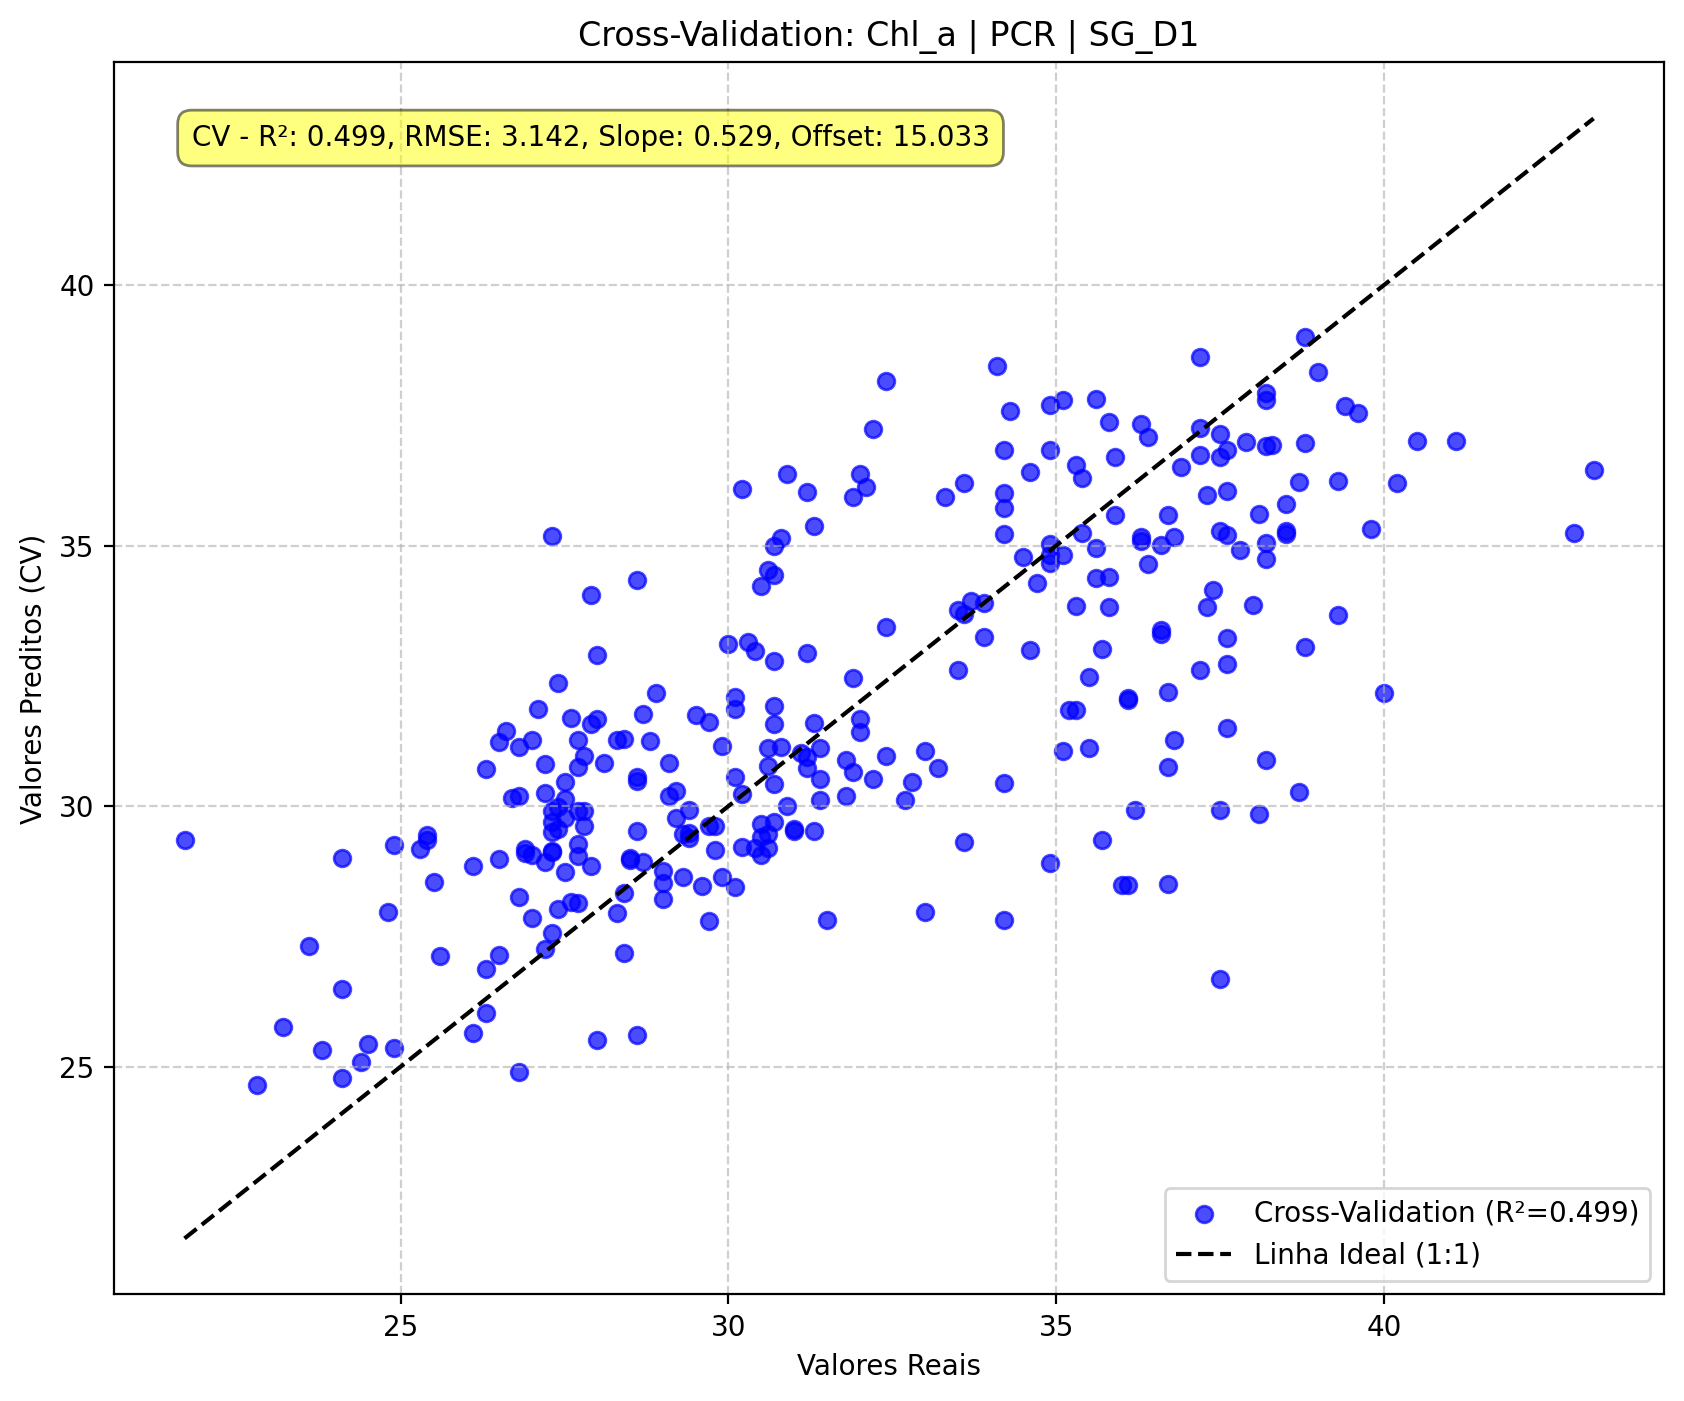 Cross-Validation: Chl_a | PCR | SG_D1
CV - R²: 0.499, RMSE: 3.142, Slope: 0.529, Offset: 15.033
Valores Preditos (CV)
40
35
30
25
Cross-Validation (R²=0.499)
Linha Ideal (1:1)
25 30 35 40
Valores Reais